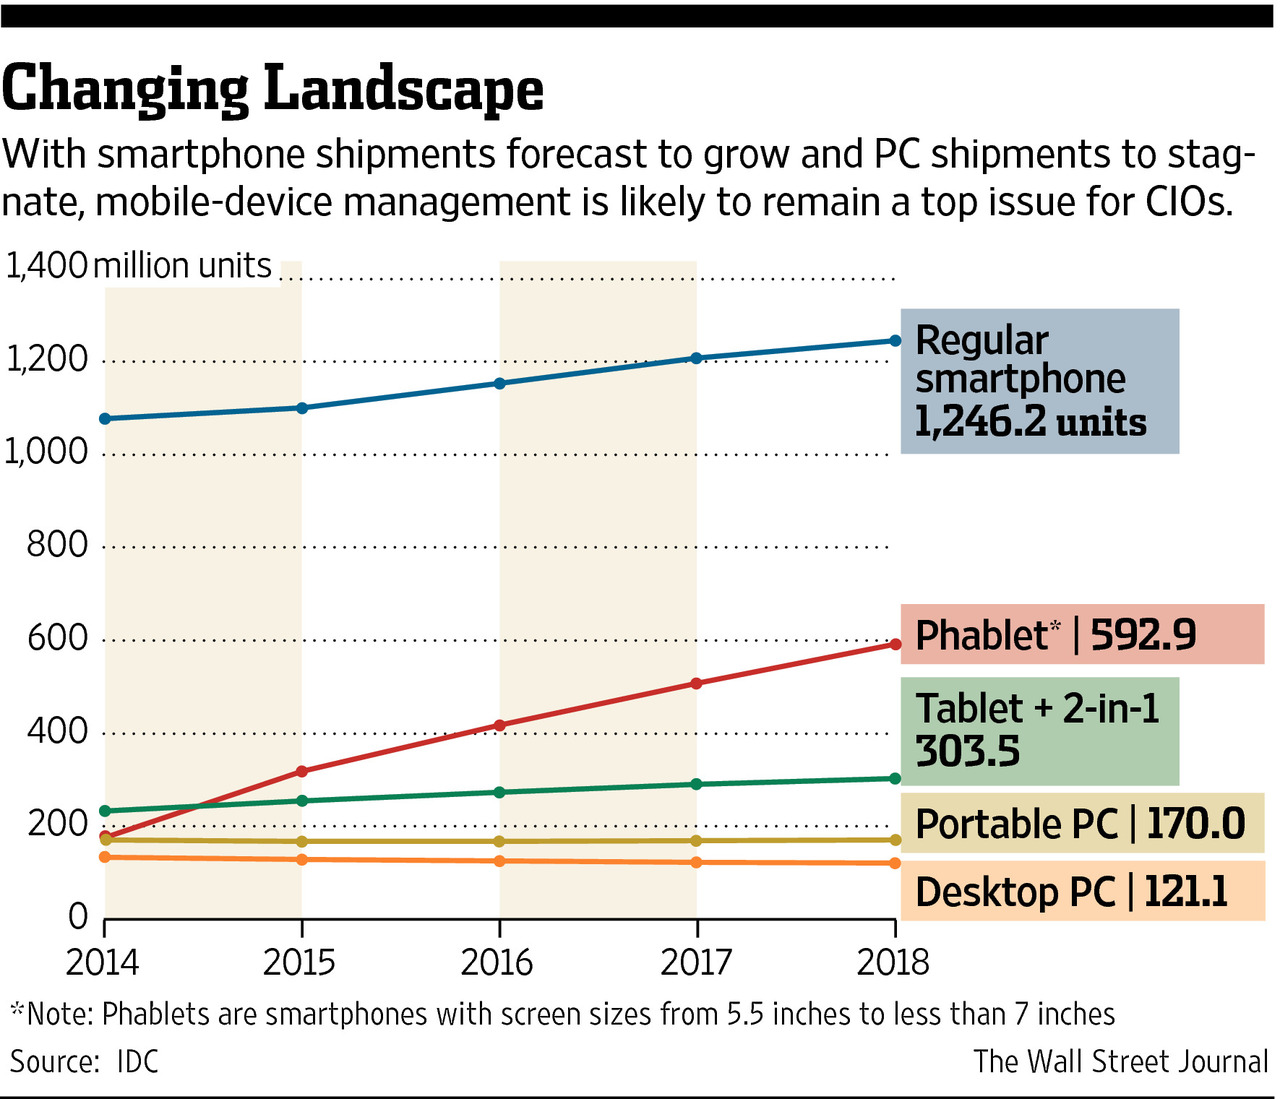 Changing Landscape
With smartphone shipments forecast to grow and PC shipments to stag-
nate, mobile-device management is likely to remain a top issue for CIOs.
1,400 million units
1,200
1,000
800
600
400
200
0
Regular
smartphone
1,246.2 units
Phablet* | 592.9
Tablet + 2-in-1
303.5
Portable PC | 170.0
Desktop PC | 121.1
2014 2015 2016 2017 2018
*Note: Phablets are smartphones with screen sizes from 5.5 inches to less than 7 inches
Source: IDC The Wall Street Journal